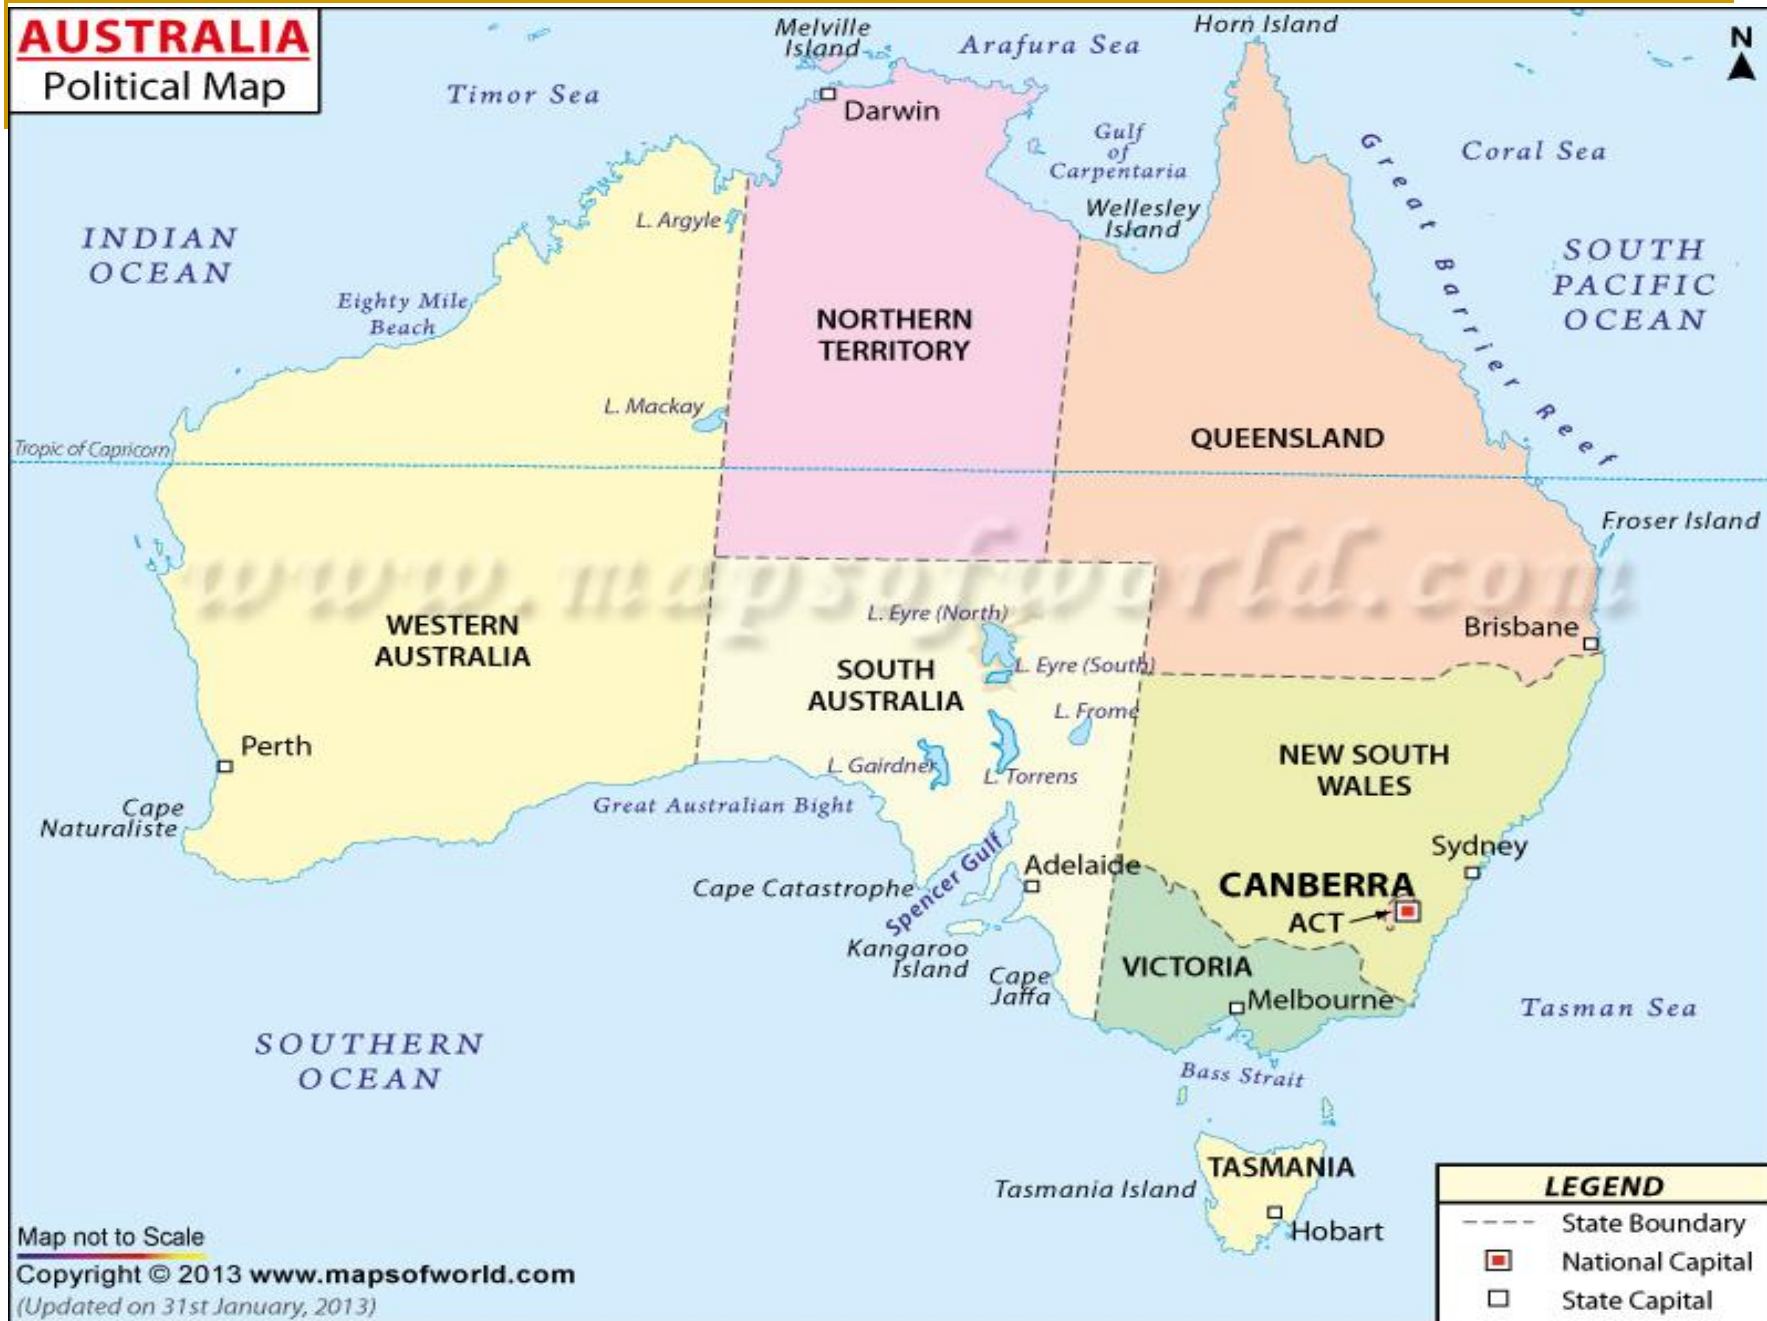 AUSTRALIA
Political Map
Melville
Island
Arafura Sea
Horn Island
N
Timor Sea
Darwin
Gulf
of
Carpentaria
Great Barrier Reef
Coral Sea
INDIAN
OCEAN
L. Argyle
Wellesley
Island
SOUTH
PACIFIC
OCEAN
Eighty Mile
Beach
NORTHERN
TERRITORY
L. Mackay
Tropic of Capricorn
QUEENSLAND
Froser Island
www.mapsofworld.com
WESTERN
AUSTRALIA
L. Eyre (North)
L. Eyre (South)
Brisbane
SOUTH
AUSTRALIA
L. Frome
Perth
L. Gairdner
L. Torrens
NEW SOUTH
WALES
Cape
Naturaliste
Great Australian Bight
Spencer Gulf
Adelaide
Sydney
Cape Catastrophe
CANBERRA
ACT
Kangaroo
Island
Cape
Jaffa
VICTORIA
Melbourne
Tasman Sea
SOUTHERN
OCEAN
Bass Strait
TASMANIA
Tasmania Island
Hobart
LEGEND
State Boundary
National Capital
State Capital
Map not to Scale
Copyright © 2013 www.mapsofworld.com
(Updated on 31st January, 2013)